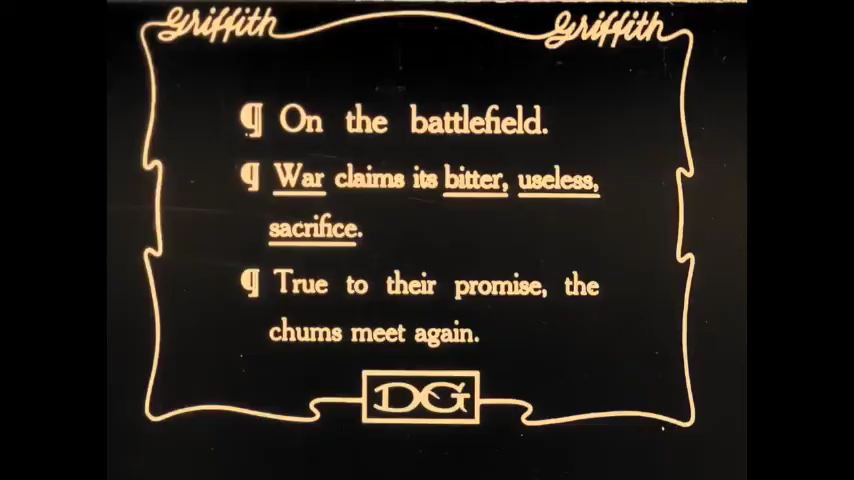 Griffith Griffith
¶ On the battlefield.
¶ War claims its bitter, useless,
sacrifice.
¶ True to their promise, the
chums meet again.
DG